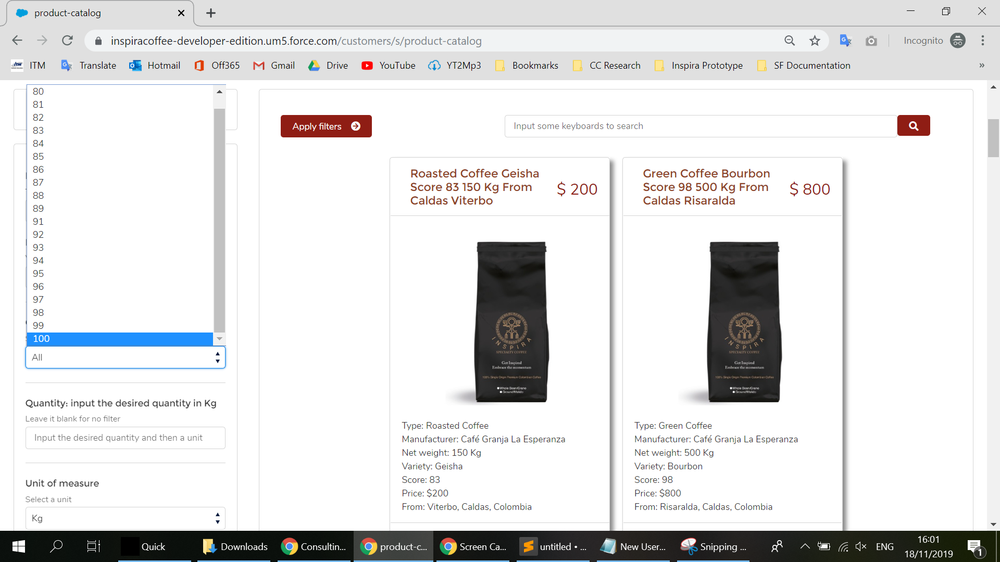 product-catalog
inspiracoffee-developer-edition.um5.force.com/customers/s/product-catalog
Incognito
ITM
Translate
Hotmail
Off365
Gmail
Drive
YouTube
YT2Mp3
Bookmarks
CC Research
Inspira Prototype
SF Documentation
»
80
81
82
83
84
85
86
87
88
89
91
92
93
94
95
96
97
98
99
100
All
Quantity: input the desired quantity in Kg
Leave it blank for no filter
Input the desired quantity and then a unit
Unit of measure
Select a unit
Kg
Apply filters
Input some keyboards to search
Roasted Coffee Geisha
Score 83 150 Kg From
Caldas Viterbo
$ 200
INSPIRA
SPECIALTY COFFEE
Get Inspired
Embrace the momentum
100% Single Origin Premium Colombian Coffee
Whole Bean/Grano
Ground/Molido
Type: Roasted Coffee
Manufacturer: Café Granja La Esperanza
Net weight: 150 Kg
Variety: Geisha
Score: 83
Price: $200
From: Viterbo, Caldas, Colombia
Green Coffee Bourbon
Score 98 500 Kg From
Caldas Risaralda
$ 800
INSPIRA
SPECIALTY COFFEE
Get Inspired
Embrace the momentum
100% Single Origin Premium Colombian Coffee
Whole Bean/Grano
Ground/Molido
Type: Green Coffee
Manufacturer: Café Granja La Esperanza
Net weight: 500 Kg
Variety: Bourbon
Score: 98
Price: $800
From: Risaralda, Caldas, Colombia
Quick
Downloads
Consultin...
product-c...
Screen Ca...
untitled • ...
New User...
Snipping ...
ENG
16:01
18/11/2019
1